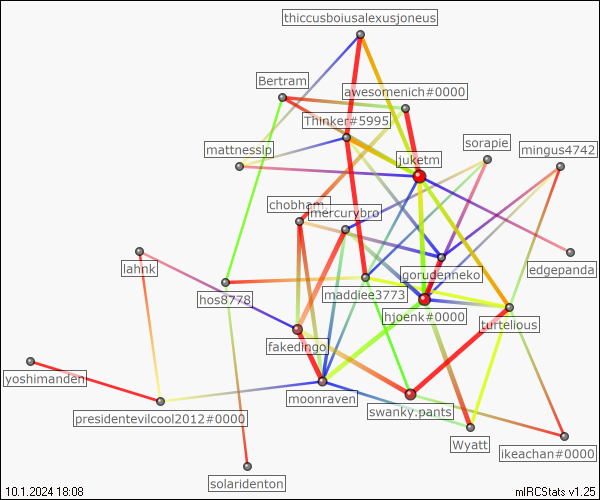 thiccusboiusalexusjoneus
Bertram
awesomenich#0000
Thinker#5995
sorapie
mattnesslp
juketm
mingus4742
chobham
mercurybro
lahnk
gorudenneko
edgepanda
hos8778
maddiee3773
hjoenk#0000
turtelious
fakedingo
yoshimanden
moonraven
presidentevilcool2012#0000
swanky.pants
Wyatt
ikeachan#0000
solaridenton
10.1.2024 18:08
mIRCStats v1.25